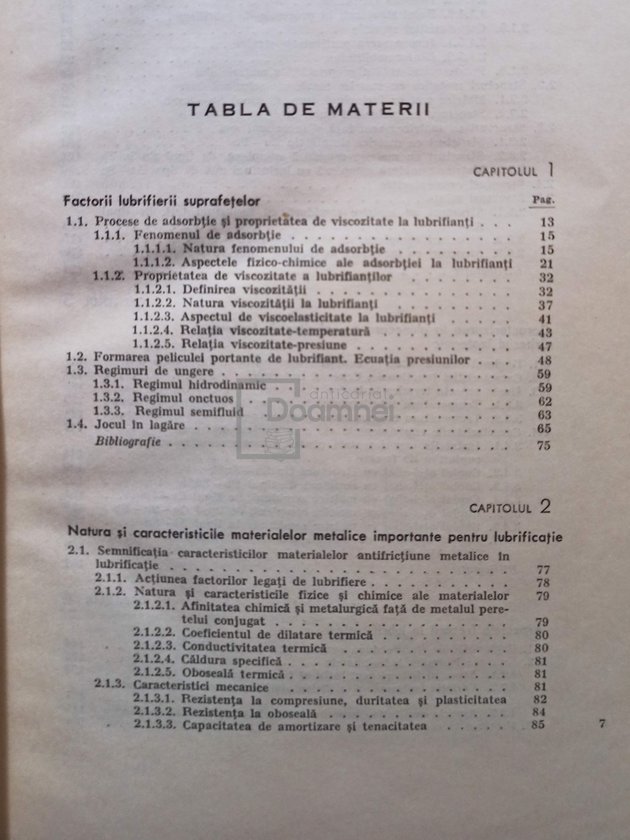 TABLA DE MATERII
CAPITOLUL 1
Factorii lubrifierii suprafețelor Pag.
1.1. Procese de adsorbție și proprietatea de viscozitate la lubrifianți . . . 13
1.1.1. Fenomenul de adsorbție . . . 15
1.1.1.1. Natura fenomenului de adsorbție . . . 15
1.1.1.2. Aspectele fizico-chimice ale adsorbției la lubrifianți 21
1.1.2. Proprietatea de viscozitate a lubrifianților . . . 32
1.1.2.1. Definirea viscozității . . . 32
1.1.2.2. Natura viscozității la lubrifianți . . . 37
1.1.2.3. Aspectul de viscoelasticitate la lubrifianți . . . 41
1.1.2.4. Relația viscozitate-temperatură . . . 43
1.1.2.5. Relația viscozitate-presiune . . . 47
1.2. Formarea peliculei portante de lubrifiant. Ecuația presiunilor . . . 48
1.3. Regimuri de ungere . . . 59
1.3.1. Regimul hidrodinamic . . . 59
1.3.2. Regimul onctuos . . . 62
1.3.3. Regimul semifluid . . . 63
1.4. Jocul în lagăre . . . 65
Bibliografie . . . 75
anticariat
Doamnei
CAPITOLUL 2
Natura și caracteristicile materialelor metalice importante pentru lubrificație
2.1. Semnificația caracteristicilor materialelor antifricțiune metalice în
lubrificație . . . 77
2.1.1. Acțiunea factorilor legați de lubrifiere . . . 78
2.1.2. Natura și caracteristicile fizice și chimice ale materialelor 79
2.1.2.1. Afinitatea chimică și metalurgică față de metalul pere-
telui conjugat . . . 79
2.1.2.2. Coeficientul de dilatare termică . . . 80
2.1.2.3. Conductivitatea termică . . . 80
2.1.2.4. Căldura specifică . . . 81
2.1.2.5. Oboseală termică . . . 81
2.1.3. Caracteristici mecanice . . . 81
2.1.3.1. Rezistența la compresiune, duritatea și plasticitatea 82
2.1.3.2. Rezistența la oboseală . . . 84
2.1.3.3. Capacitatea de amortizare și tenacitatea . . . 85
7